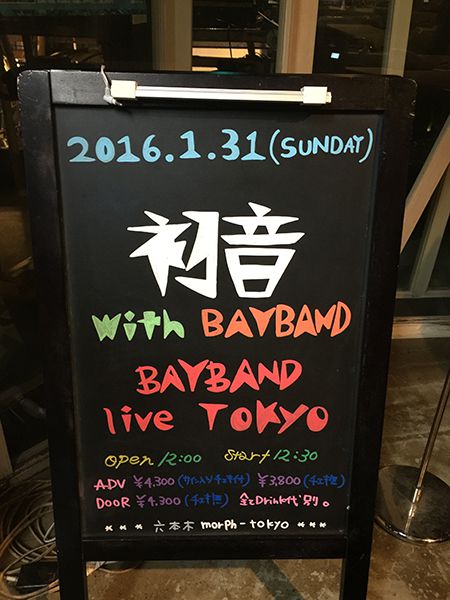 2016.1.31(SUNDAY)
初音
with BAYBAND
BAYBAND
live TOKYO
open 12:00 Start 12:30
ADV ¥4,300(サイン入りチェキ付) ¥3,800(チェキ無)
DOOR ¥4,300(チェキ無) 全てDrink代別。
*** 六本木 morph-tokyo ***